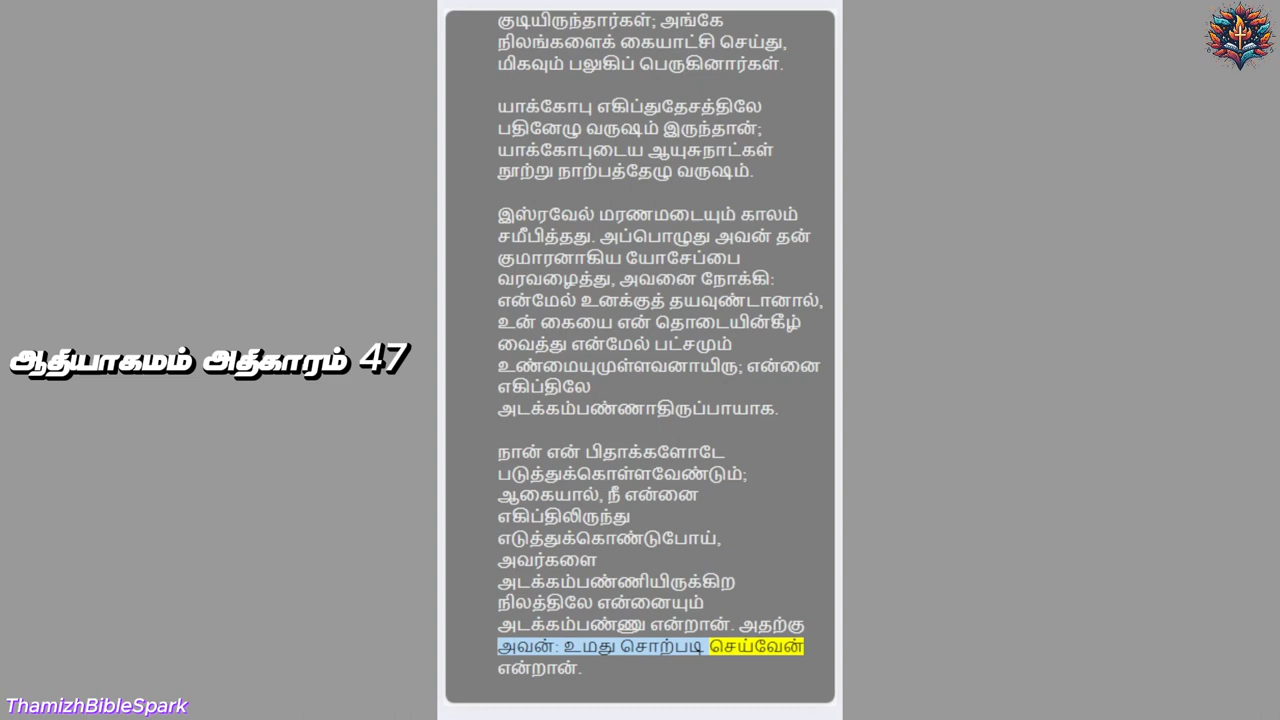 குடியிருந்தார்கள்; அங்கே
நிலங்களைக் கையாட்சி செய்து,
மிகவும் பலுகிப் பெருகினார்கள்.
யாக்கோபு எகிப்துதேசத்திலே
பதினேழு வருஷம் இருந்தான்;
யாக்கோபுடைய ஆயுசுநாட்கள்
நூற்று நாற்பத்தேழு வருஷம்.
இஸ்ரவேல் மரணமடையும் காலம்
சமீபித்தது. அப்பொழுது அவன் தன்
குமாரனாகிய யோசேப்பை
வரவழைத்து, அவனை நோக்கி:
என்மேல் உனக்குத் தயவுண்டானால்,
உன் கையை என் தொடையின்கீழ்
வைத்து என்மேல் பட்சமும்
உண்மையுமுள்ளவனாயிரு; என்னை
எகிப்திலே
அடக்கம்பண்ணாதிருப்பாயாக.
நான் என் பிதாக்களோடே
படுத்துக்கொள்ளவேண்டும்;
ஆகையால், நீ என்னை
எகிப்திலிருந்து
எடுத்துக்கொண்டுபோய்,
அவர்களை
அடக்கம்பண்ணியிருக்கிற
நிலத்திலே என்னையும்
அடக்கம்பண்ணு என்றான். அதற்கு
அவன்: உமது சொற்படி செய்வேன்
என்றான்.
ஆதியாகமம் அதிகாரம் 47
ThamizhBibleSpark